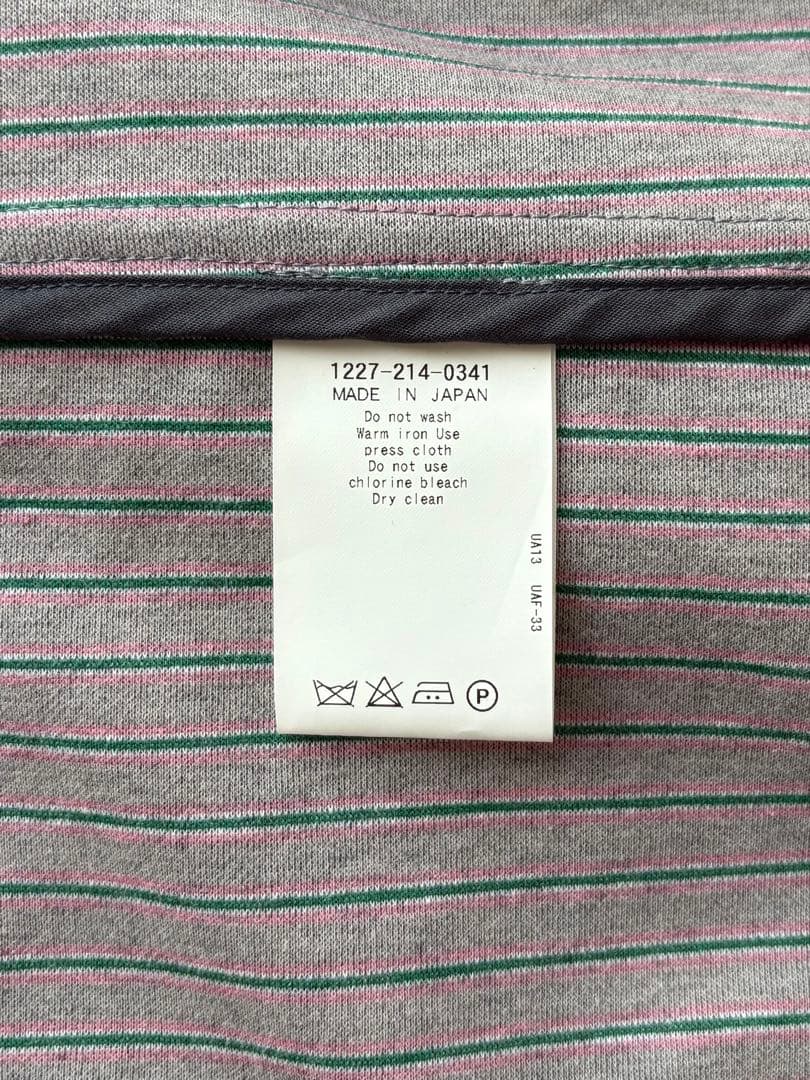 1227-214-0341
MADE IN JAPAN
Do not wash
Warm iron Use
press cloth
Do not use
chlorine bleach
Dry clean
UA13 UAF-33
P